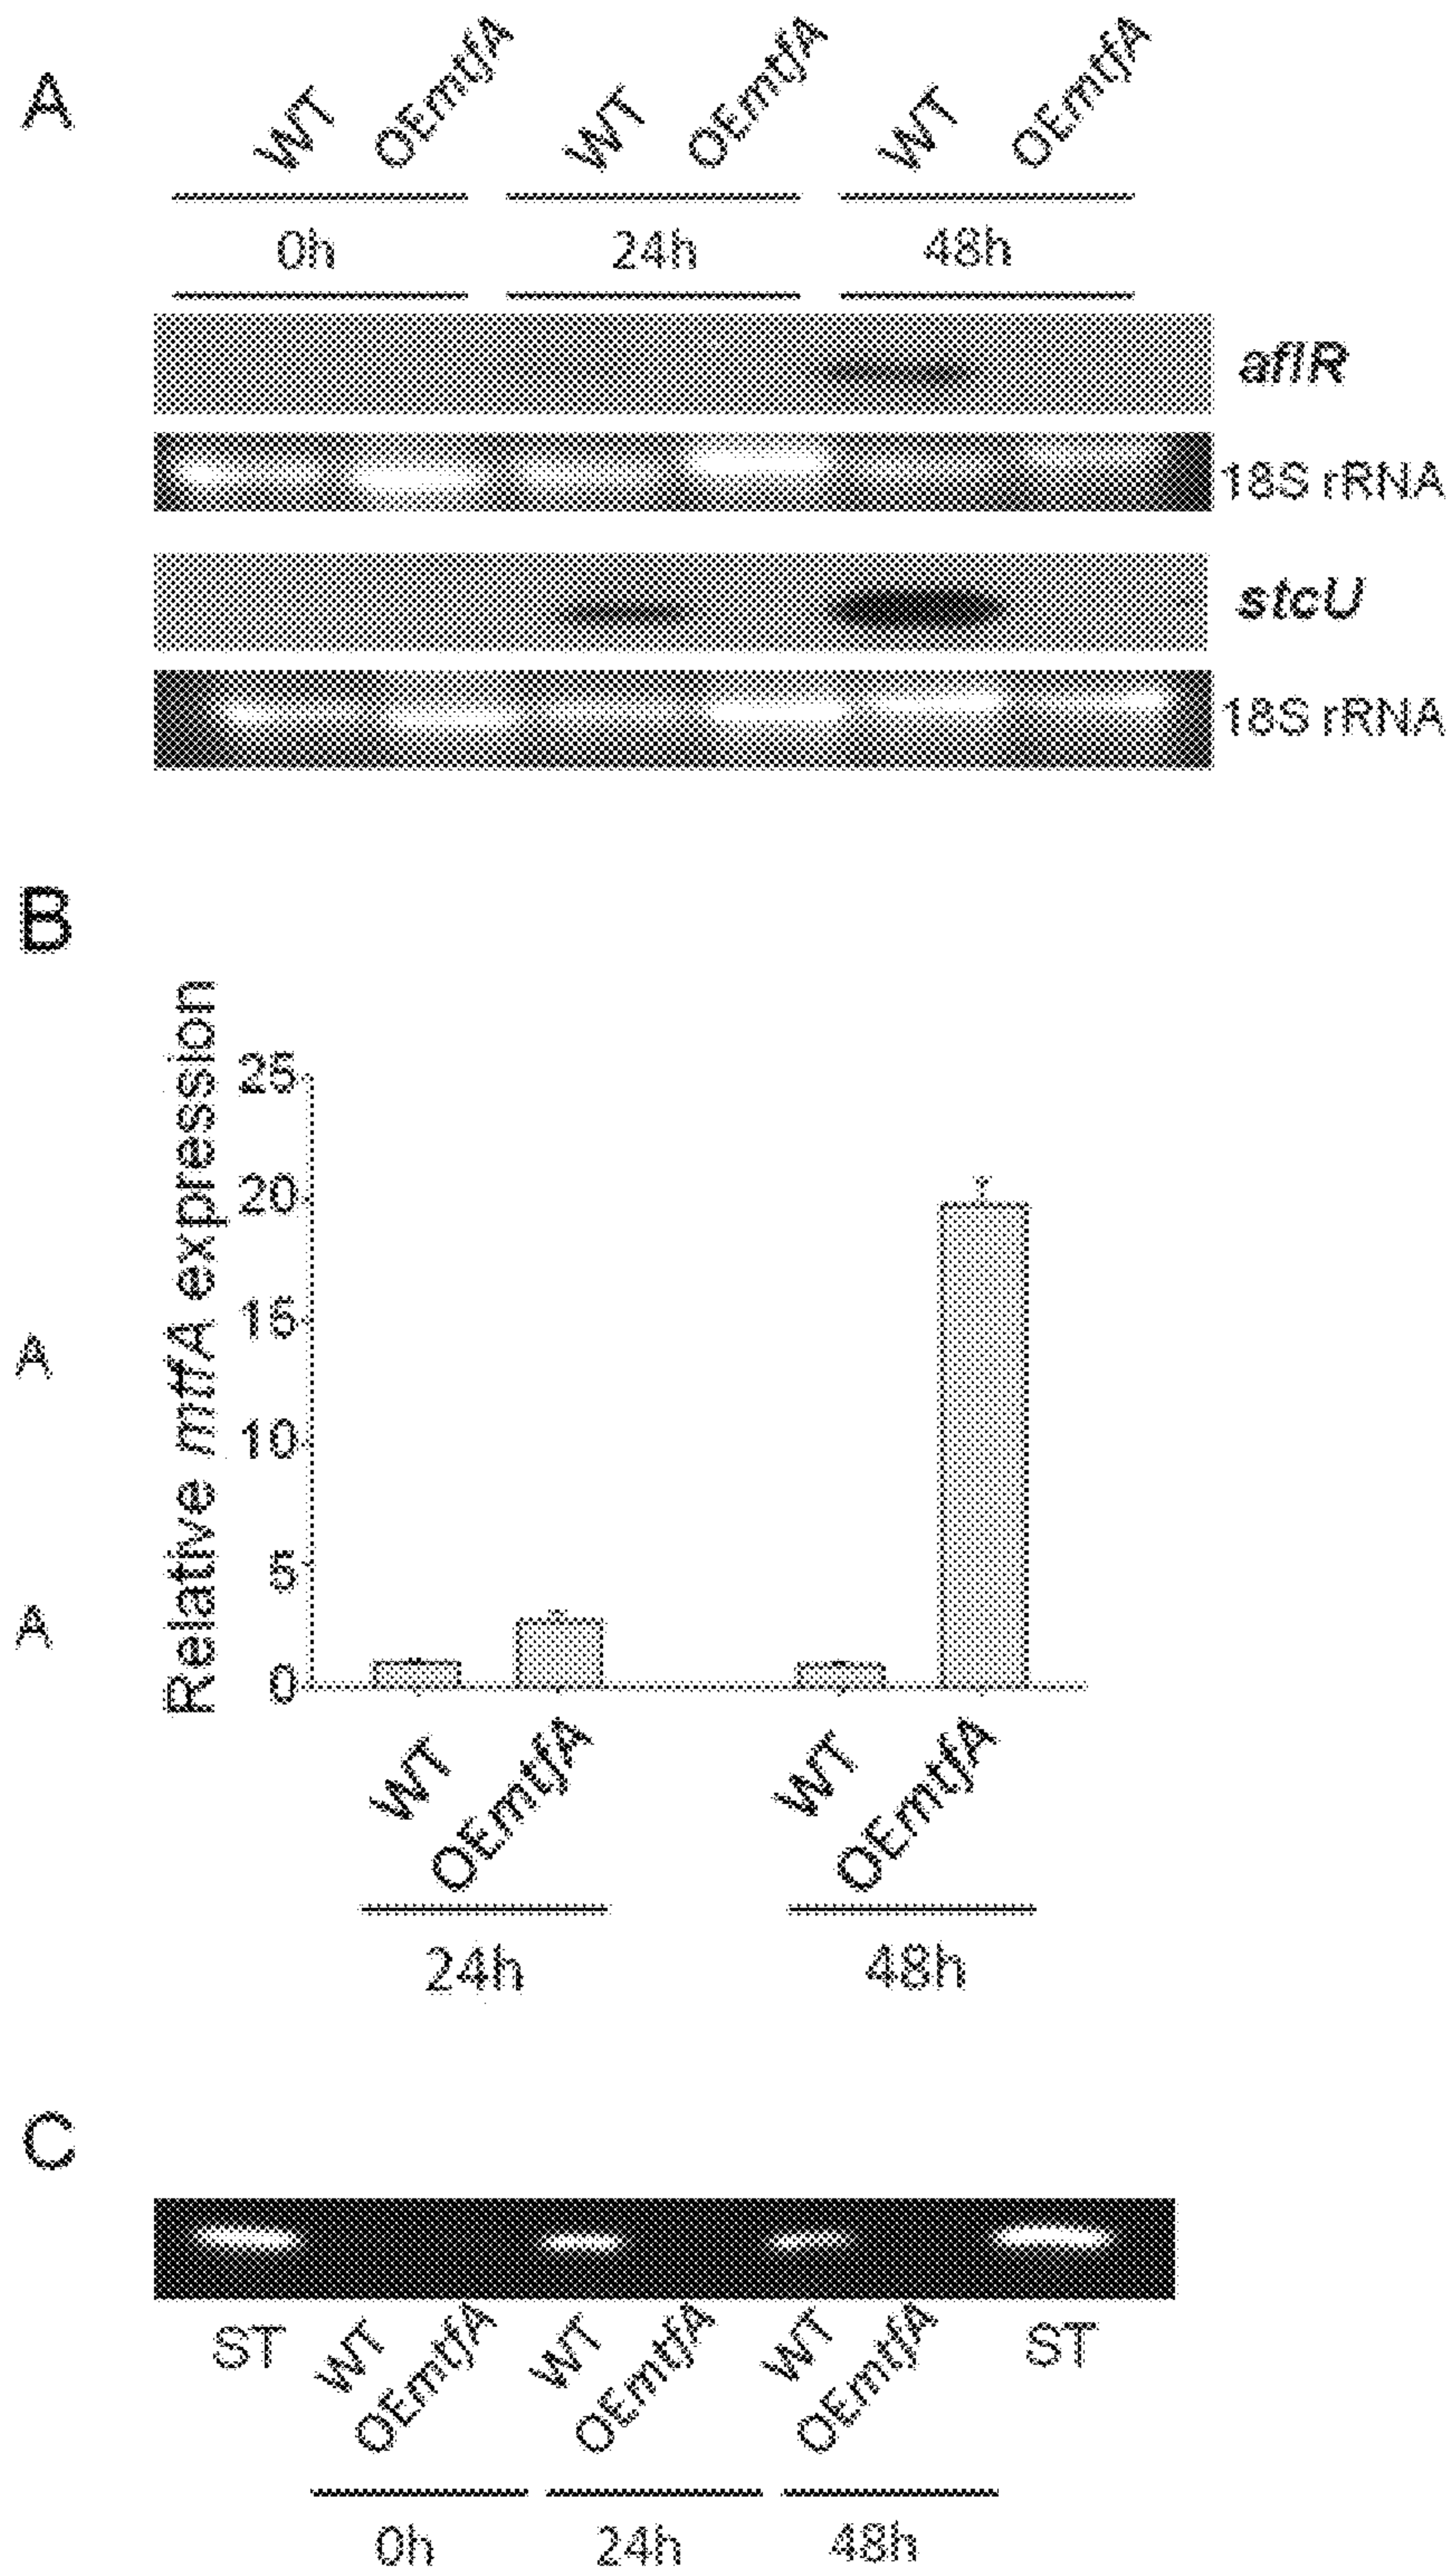 A
WT OEmtfA WT OEmtfA WT OEmtfA
0h 24h 48h
aflR
18S rRNA
stcU
18S rRNA
B
Relative mtfA expression
25
20
15
A
10
5
A
0
WT OEmtfA WT OEmtfA
24h 48h
C
ST WT OEmtfA WT OEmtfA WT OEmtfA ST
0h 24h 48h